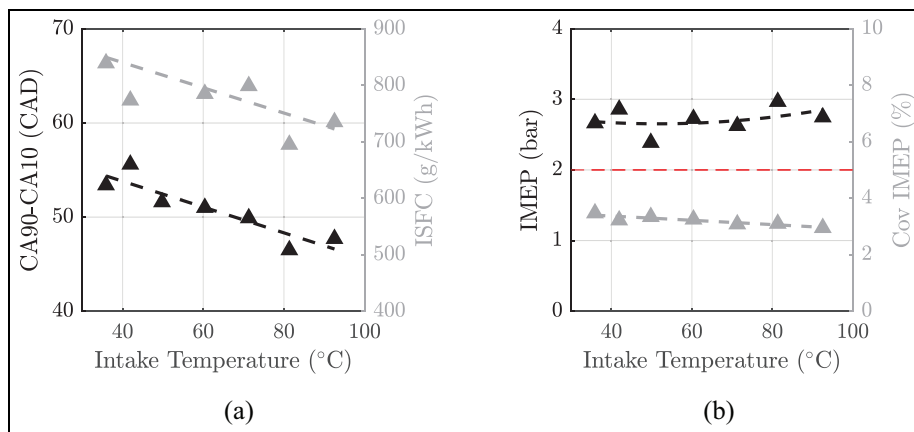 70
60
50
40
CA90-CA10 (CAD)
900
800
700
600
500
400
ISFC (g/kWh)
40 60 80 100
Intake Temperature (°C)
(a)
4
3
2
1
0
IMEP (bar)
10
8
6
4
2
0
Cov IMEP (%)
40 60 80 100
Intake Temperature (°C)
(b)